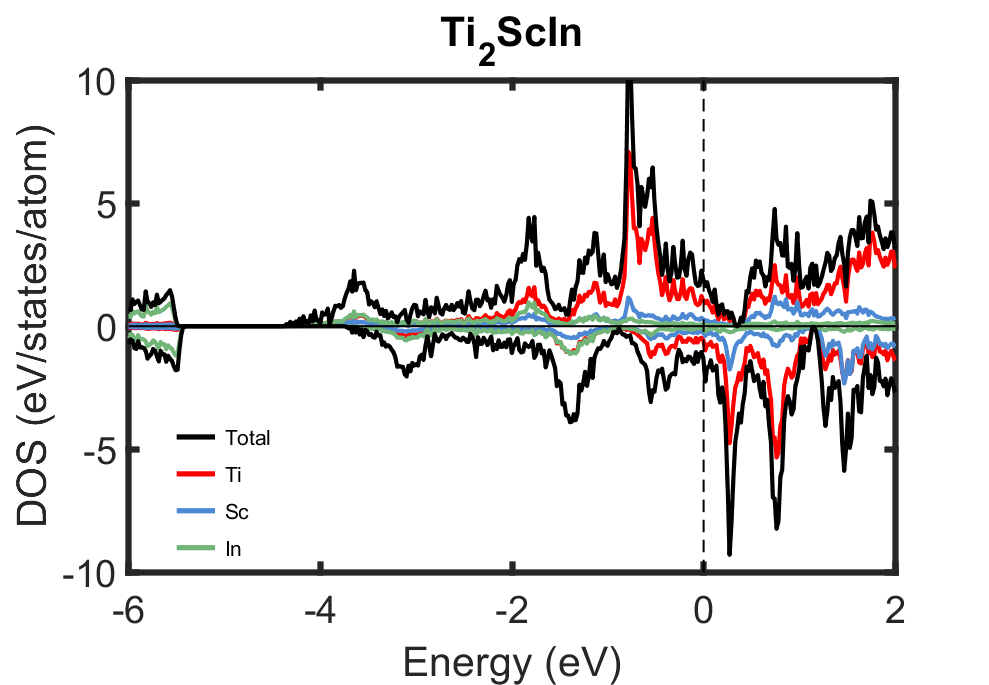 Ti2ScIn
DOS (eV/states/atom)
10
5
0
-5
-10
Total
Ti
Sc
In
-6
-4
-2
0
2
Energy (eV)